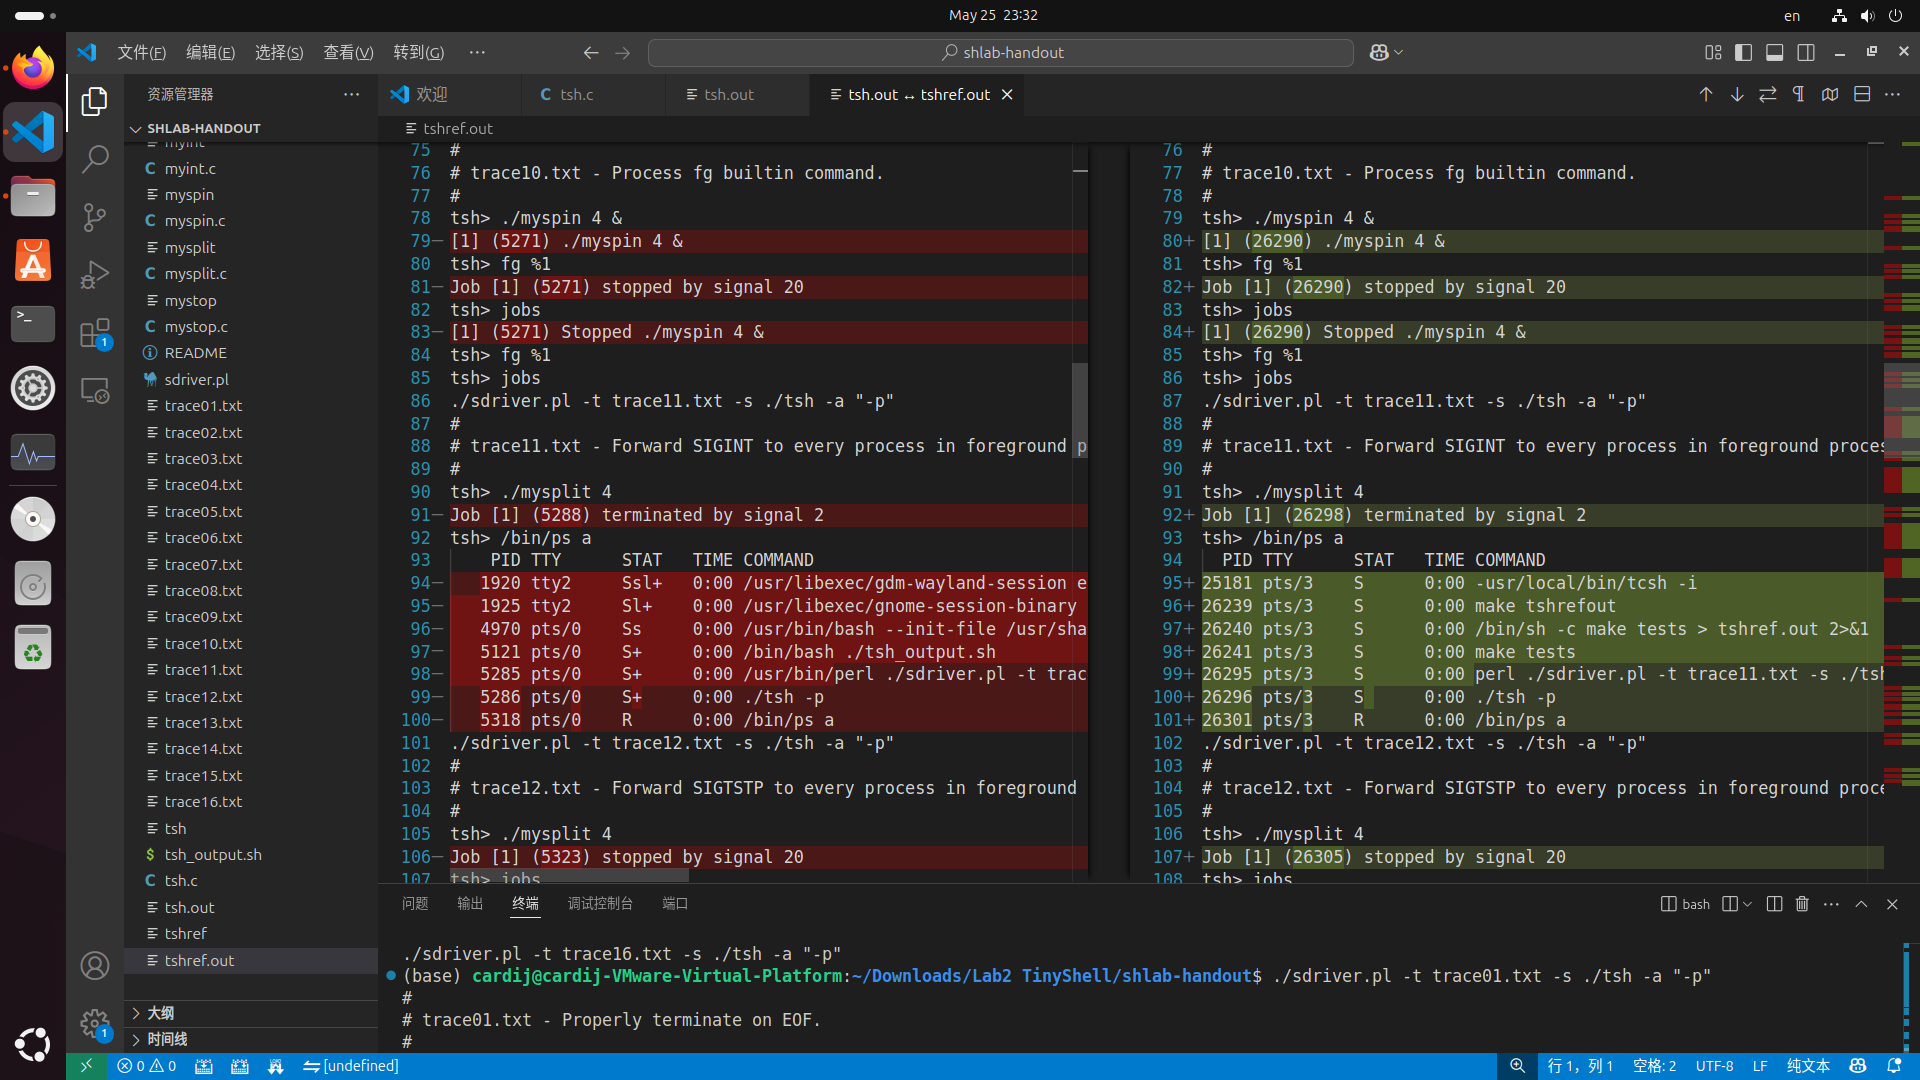 May 25  23:32
en
文件(F)
编辑(E)
选择(S)
查看(V)
转到(G)
shlab-handout
资源管理器
欢迎
tsh.c
tsh.out
tsh.out ↔ tshref.out
SHLAB-HANDOUT
tshref.out
myint
myint.c
myspin
myspin.c
mysplit
mysplit.c
mystop
mystop.c
README
sdriver.pl
trace01.txt
trace02.txt
trace03.txt
trace04.txt
trace05.txt
trace06.txt
trace07.txt
trace08.txt
trace09.txt
trace10.txt
trace11.txt
trace12.txt
trace13.txt
trace14.txt
trace15.txt
trace16.txt
tsh
tsh_output.sh
tsh.c
tsh.out
tshref
tshref.out
大纲
时间线
1
1
75 #
76 # trace10.txt - Process fg builtin command.
77 #
78 tsh> ./myspin 4 &
79— [1] (5271) ./myspin 4 &
80 tsh> fg %1
81— Job [1] (5271) stopped by signal 20
82 tsh> jobs
83— [1] (5271) Stopped ./myspin 4 &
84 tsh> fg %1
85 tsh> jobs
86 ./sdriver.pl -t trace11.txt -s ./tsh -a "-p"
87 #
88 # trace11.txt - Forward SIGINT to every process in foreground p
89 #
90 tsh> ./mysplit 4
91— Job [1] (5288) terminated by signal 2
92 tsh> /bin/ps a
93     PID TTY      STAT   TIME COMMAND
94—    1920 tty2     Ssl+   0:00 /usr/libexec/gdm-wayland-session e
95—    1925 tty2     Sl+    0:00 /usr/libexec/gnome-session-binary
96—    4970 pts/0    Ss     0:00 /usr/bin/bash --init-file /usr/sha
97—    5121 pts/0    S+     0:00 /bin/bash ./tsh_output.sh
98—    5285 pts/0    S+     0:00 /usr/bin/perl ./sdriver.pl -t trac
99—    5286 pts/0    S+     0:00 ./tsh -p
100—    5318 pts/0    R      0:00 /bin/ps a
101 ./sdriver.pl -t trace12.txt -s ./tsh -a "-p"
102 #
103 # trace12.txt - Forward SIGTSTP to every process in foreground
104 #
105 tsh> ./mysplit 4
106— Job [1] (5323) stopped by signal 20
107 tsh> jobs
76 #
77 # trace10.txt - Process fg builtin command.
78 #
79 tsh> ./myspin 4 &
80+ [1] (26290) ./myspin 4 &
81 tsh> fg %1
82+ Job [1] (26290) stopped by signal 20
83 tsh> jobs
84+ [1] (26290) Stopped ./myspin 4 &
85 tsh> fg %1
86 tsh> jobs
87 ./sdriver.pl -t trace11.txt -s ./tsh -a "-p"
88 #
89 # trace11.txt - Forward SIGINT to every process in foreground proces
90 #
91 tsh> ./mysplit 4
92+ Job [1] (26298) terminated by signal 2
93 tsh> /bin/ps a
94   PID TTY      STAT   TIME COMMAND
95+ 25181 pts/3    S      0:00 -usr/local/bin/tcsh -i
96+ 26239 pts/3    S      0:00 make tshrefout
97+ 26240 pts/3    S      0:00 /bin/sh -c make tests > tshref.out 2>&1
98+ 26241 pts/3    S      0:00 make tests
99+ 26295 pts/3    S      0:00 perl ./sdriver.pl -t trace11.txt -s ./tsh
100+ 26296 pts/3    S      0:00 ./tsh -p
101+ 26301 pts/3    R      0:00 /bin/ps a
102 ./sdriver.pl -t trace12.txt -s ./tsh -a "-p"
103 #
104 # trace12.txt - Forward SIGTSTP to every process in foreground proce
105 #
106 tsh> ./mysplit 4
107+ Job [1] (26305) stopped by signal 20
108 tsh> jobs
问题
输出
终端
调试控制台
端口
bash
./sdriver.pl -t trace16.txt -s ./tsh -a "-p"
(base) cardij@cardij-VMware-Virtual-Platform:~/Downloads/Lab2 TinyShell/shlab-handout$ ./sdriver.pl -t trace01.txt -s ./tsh -a "-p"
#
# trace01.txt - Properly terminate on EOF.
#
0
0
[undefined]
行 1，列 1
空格: 2
UTF-8
LF
纯文本